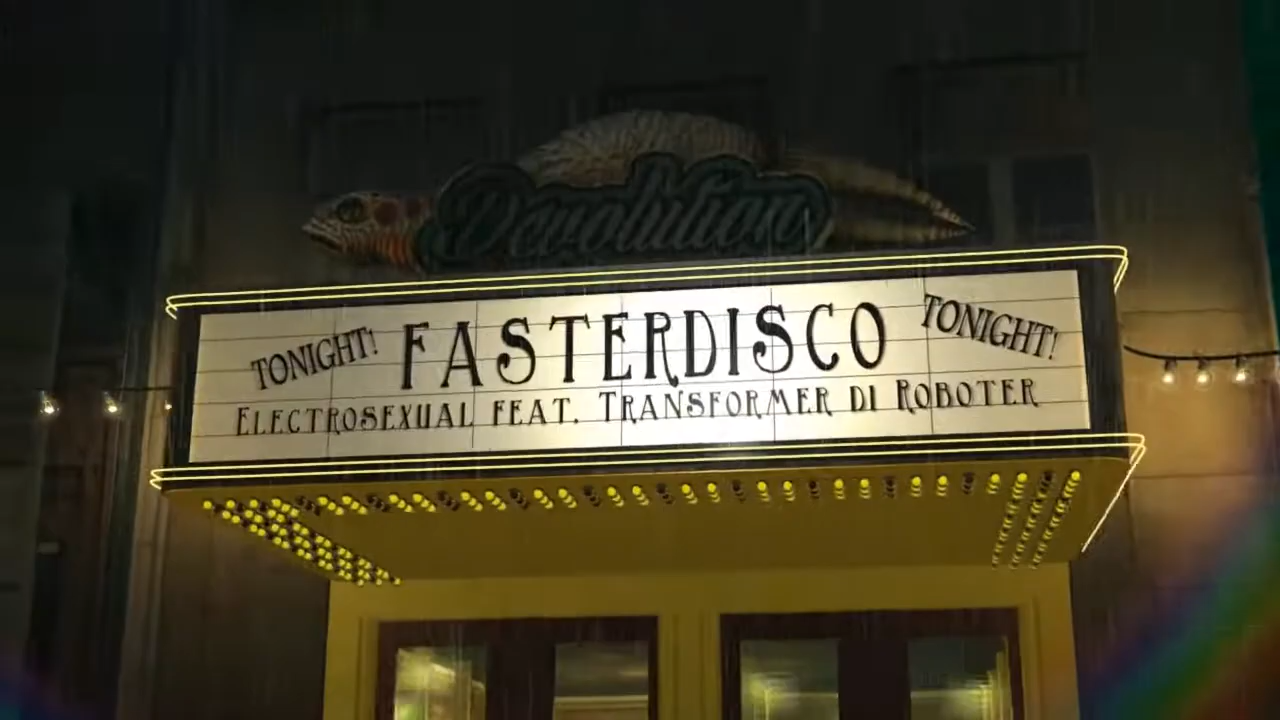 Devolution
TONIGHT! FASTERDISCO TONIGHT!
ELECTROSEXUAL FEAT. TRANSFORMER DI ROBOTER